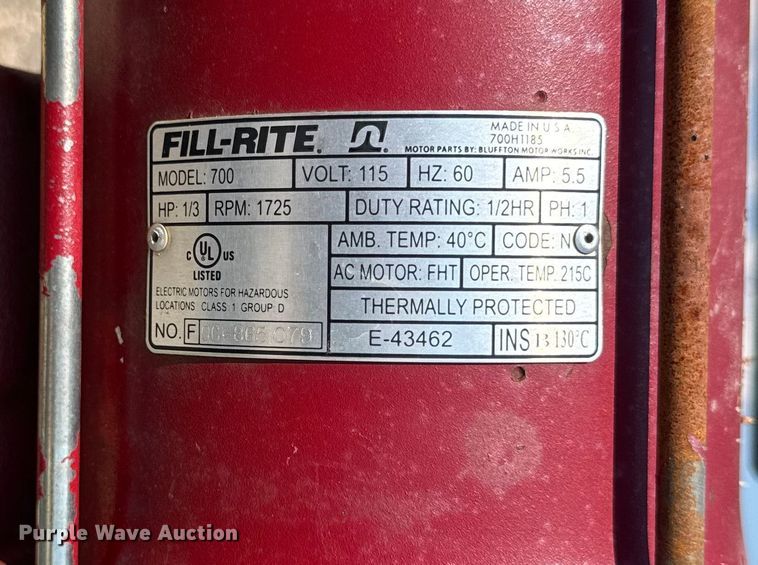 FILL-RITE®
MADE IN U.S.A.
700H1185
MOTOR PARTS BY: BLUFFTON MOTOR WORKS INC.
MODEL: 700 VOLT: 115 HZ: 60 AMP: 5.5
HP: 1/3 RPM: 1725 DUTY RATING: 1/2HR PH: 1
AMB. TEMP: 40°C CODE: N
C UL US
LISTED
AC MOTOR: FHT OPER. TEMP. 215C
ELECTRIC MOTORS FOR HAZARDOUS
LOCATIONS CLASS 1 GROUP D
THERMALLY PROTECTED
NO. F
E-43462 INS B 130°C
Purple Wave Auction